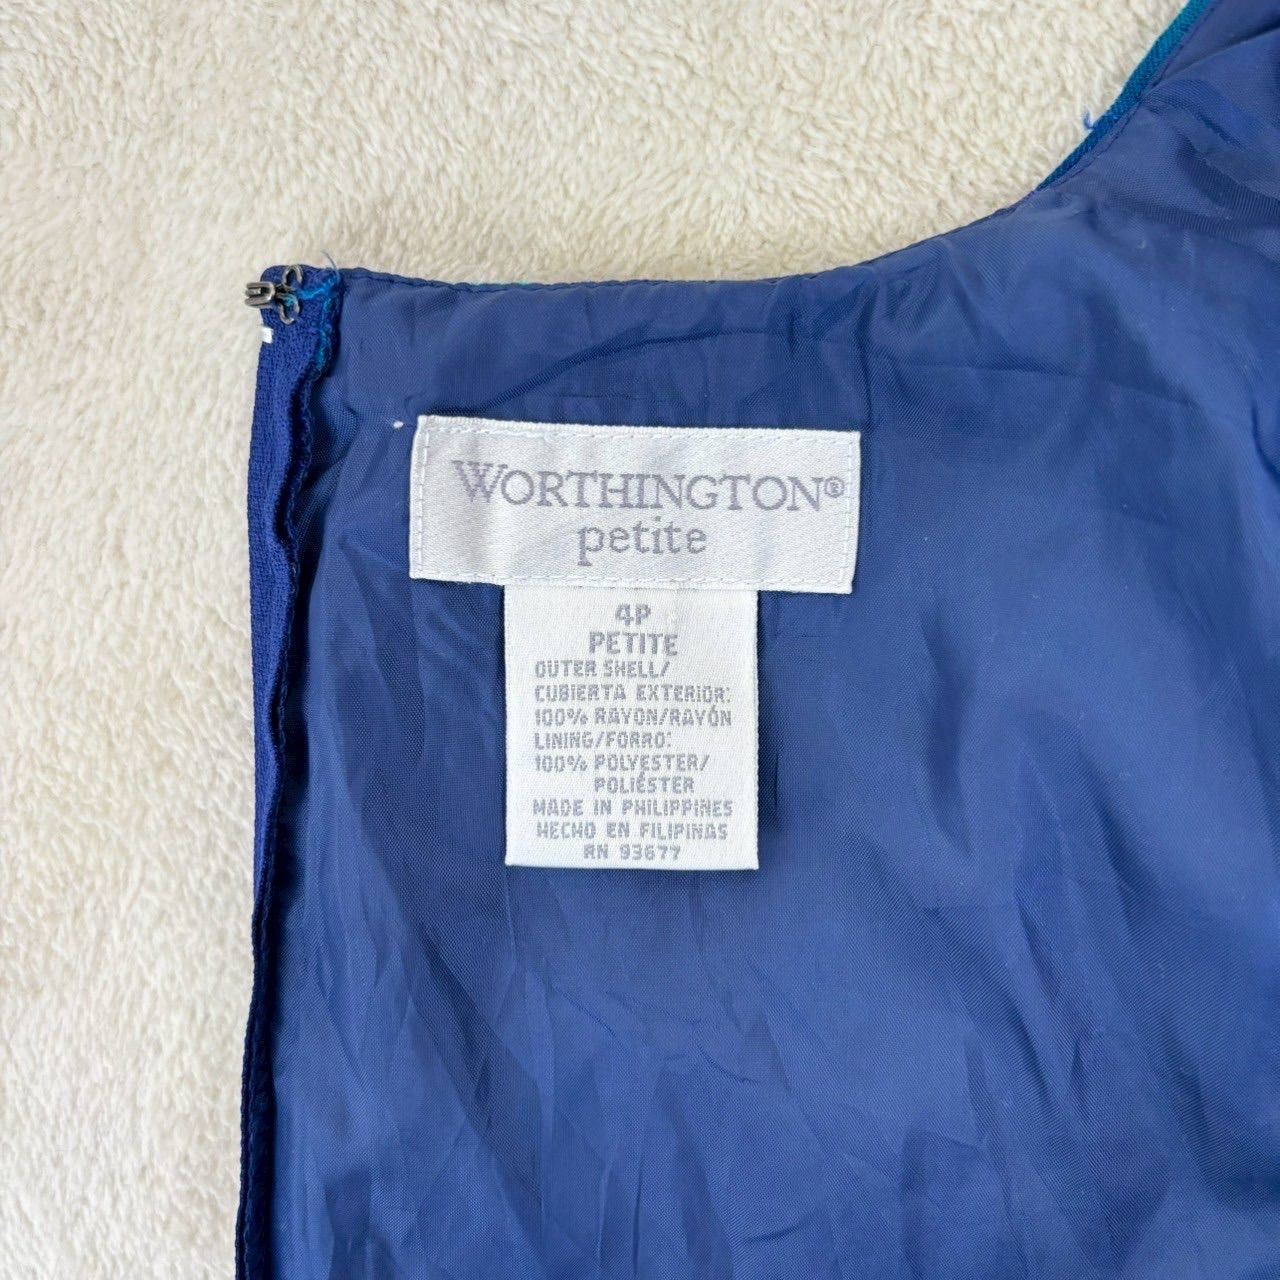 WORTHINGTON®
petite
4P
PETITE
OUTER SHELL/
CUBIERTA EXTERIOR:
100% RAYON/RAYÓN
LINING/FORRO:
100% POLYESTER/
POLIÉSTER
MADE IN PHILIPPINES
HECHO EN FILIPINAS
RN 93677